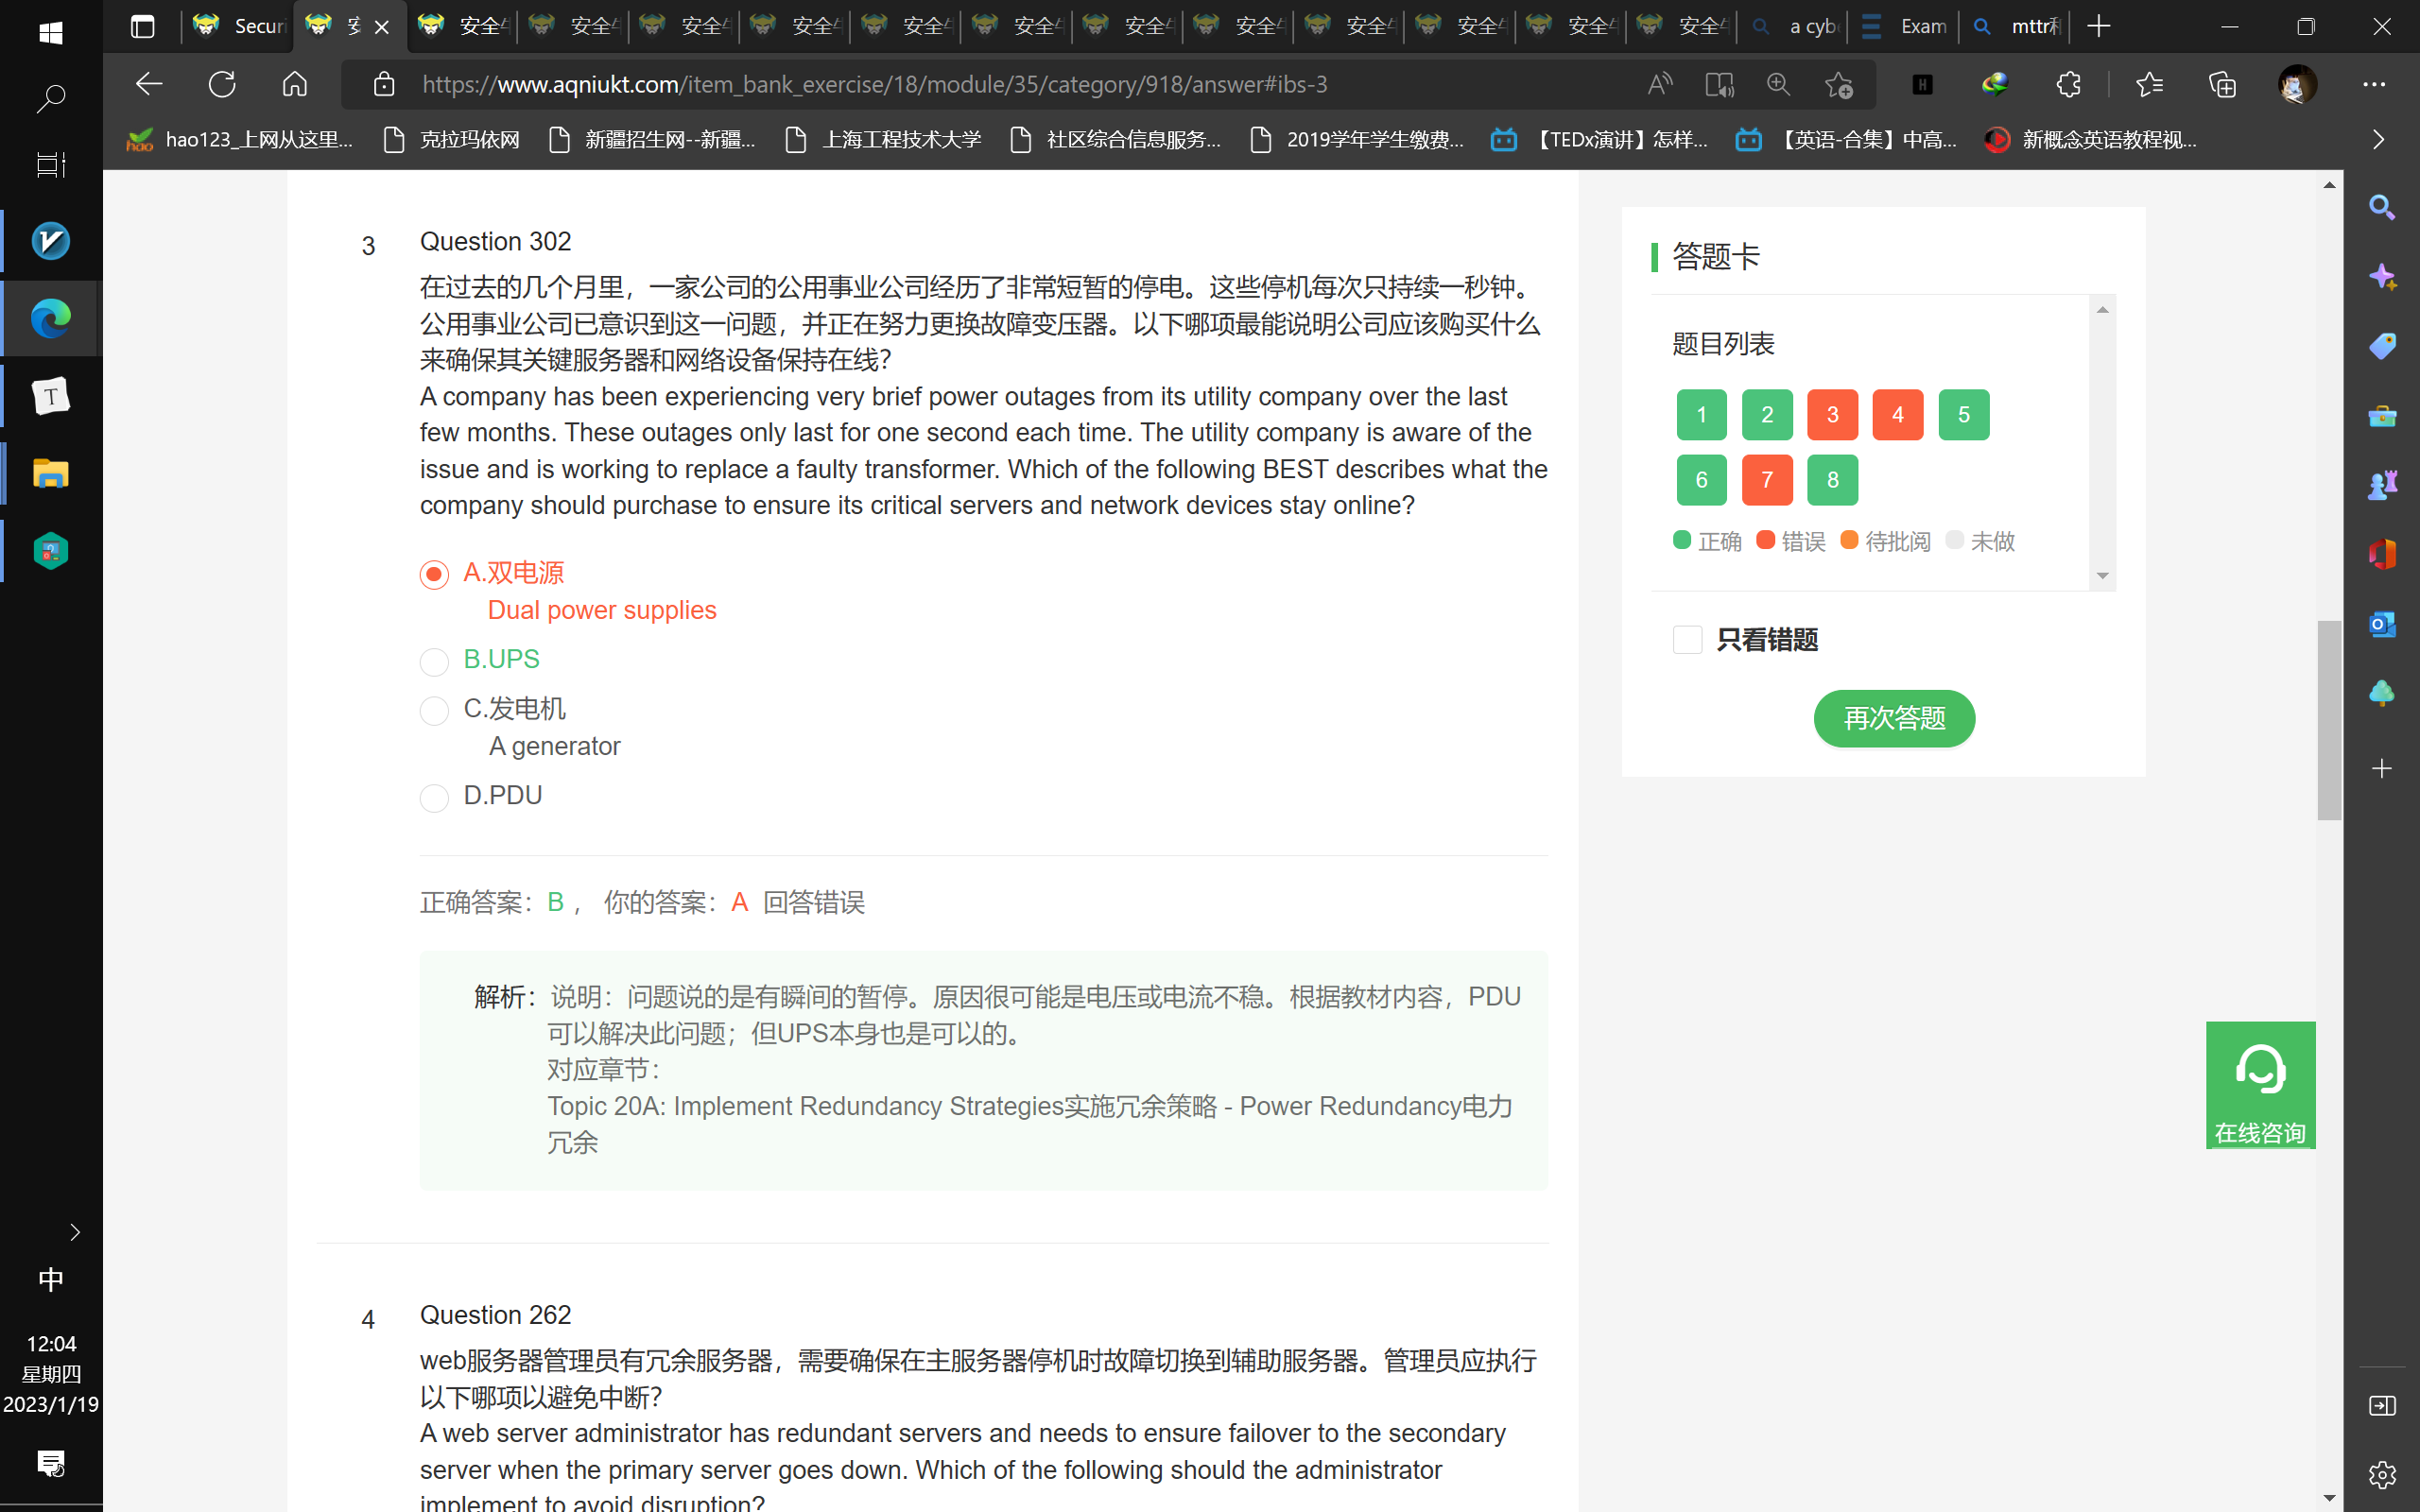 Securi
安
安全牛
安全牛
安全牛
安全牛
安全牛
安全牛
安全牛
安全牛
安全牛
安全牛
安全牛
安全牛
a cyb
Exam
mttr和
https://www.aqniukt.com/item_bank_exercise/18/module/35/category/918/answer#ibs-3
hao123_上网从这里...
克拉玛依网
新疆招生网--新疆...
上海工程技术大学
社区综合信息服务...
2019学年学生缴费...
【TEDx演讲】怎样...
【英语-合集】中高...
新概念英语教程视...
3
Question 302
在过去的几个月里，一家公司的公用事业公司经历了非常短暂的停电。这些停机每次只持续一秒钟。
公用事业公司已意识到这一问题，并正在努力更换故障变压器。以下哪项最能说明公司应该购买什么
来确保其关键服务器和网络设备保持在线？
A company has been experiencing very brief power outages from its utility company over the last
few months. These outages only last for one second each time. The utility company is aware of the
issue and is working to replace a faulty transformer. Which of the following BEST describes what the
company should purchase to ensure its critical servers and network devices stay online?
A.双电源
Dual power supplies
B.UPS
C.发电机
A generator
D.PDU
正确答案：B ， 你的答案：A 回答错误
解析：说明：问题说的是有瞬间的暂停。原因很可能是电压或电流不稳。根据教材内容，PDU
可以解决此问题；但UPS本身也是可以的。
对应章节：
Topic 20A: Implement Redundancy Strategies实施冗余策略 - Power Redundancy电力
冗余
4
Question 262
web服务器管理员有冗余服务器，需要确保在主服务器停机时故障切换到辅助服务器。管理员应执行
以下哪项以避免中断？
A web server administrator has redundant servers and needs to ensure failover to the secondary
server when the primary server goes down. Which of the following should the administrator
implement to avoid disruption?
答题卡
题目列表
1 2 3 4 5
6 7 8
正确 错误 待批阅 未做
只看错题
再次答题
在线咨询
中
12:04
星期四
2023/1/19